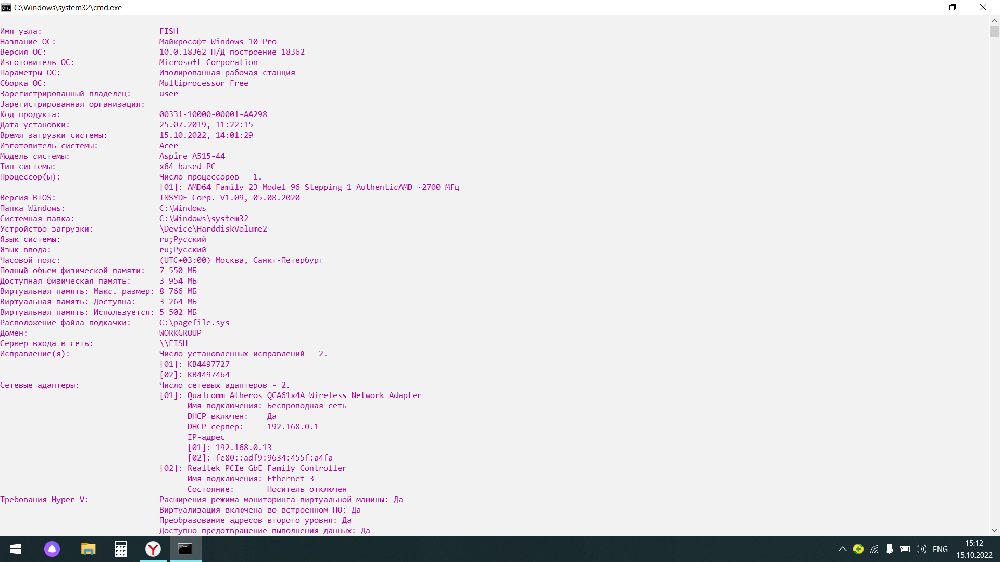 C:\Windows\system32\cmd.exe
Имя узла: FISH
Название ОС: Майкрософт Windows 10 Pro
Версия ОС: 10.0.18362 Н/Д построение 18362
Изготовитель ОС: Microsoft Corporation
Параметры ОС: Изолированная рабочая станция
Сборка ОС: Multiprocessor Free
Зарегистрированный владелец: user
Зарегистрированная организация:
Код продукта: 00331-10000-00001-AA298
Дата установки: 25.07.2019, 11:22:15
Время загрузки системы: 15.10.2022, 14:01:29
Изготовитель системы: Acer
Модель системы: Aspire A515-44
Тип системы: x64-based PC
Процессор(ы): Число процессоров - 1.
[01]: AMD64 Family 23 Model 96 Stepping 1 AuthenticAMD ~2700 МГц
Версия BIOS: INSYDE Corp. V1.09, 05.08.2020
Папка Windows: C:\Windows
Системная папка: C:\Windows\system32
Устройство загрузки: \Device\HarddiskVolume2
Язык системы: ru;Русский
Язык ввода: ru;Русский
Часовой пояс: (UTC+03:00) Москва, Санкт-Петербург
Полный объем физической памяти: 7 550 МБ
Доступная физическая память: 3 954 МБ
Виртуальная память: Макс. размер: 8 766 МБ
Виртуальная память: Доступна: 3 264 МБ
Виртуальная память: Используется: 5 502 МБ
Расположение файла подкачки: C:\pagefile.sys
Домен: WORKGROUP
Сервер входа в сеть: \\FISH
Исправление(я): Число установленных исправлений - 2.
[01]: KB4497727
[02]: KB4497464
Сетевые адаптеры: Число сетевых адаптеров - 2.
[01]: Qualcomm Atheros QCA61x4A Wireless Network Adapter
Имя подключения: Беспроводная сеть
DHCP включен: Да
DHCP-сервер: 192.168.0.1
IP-адрес
[01]: 192.168.0.13
[02]: fe80::adf9:9634:455f:a4fa
[02]: Realtek PCIe GbE Family Controller
Имя подключения: Ethernet 3
Состояние: Носитель отключен
Требования Hyper-V: Расширения режима мониторинга виртуальной машины: Да
Виртуализация включена во встроенном ПО: Да
Преобразование адресов второго уровня: Да
Доступно предотвращение выполнения данных: Да
ENG
15:12
15.10.2022